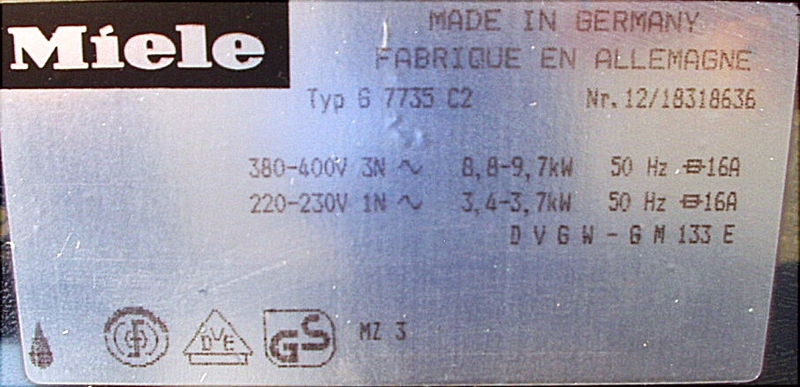 Miele
MADE IN GERMANY
FABRIQUE EN ALLEMAGNE
Typ G 7735 C2 Nr. 12/18318636
380-400V 3N ~ 8,8-9,7kW 50 Hz 16A
220-230V 1N ~ 3,4-3,7kW 50 Hz 16A
DVGW-GM 133 E
DVE GS MZ 3